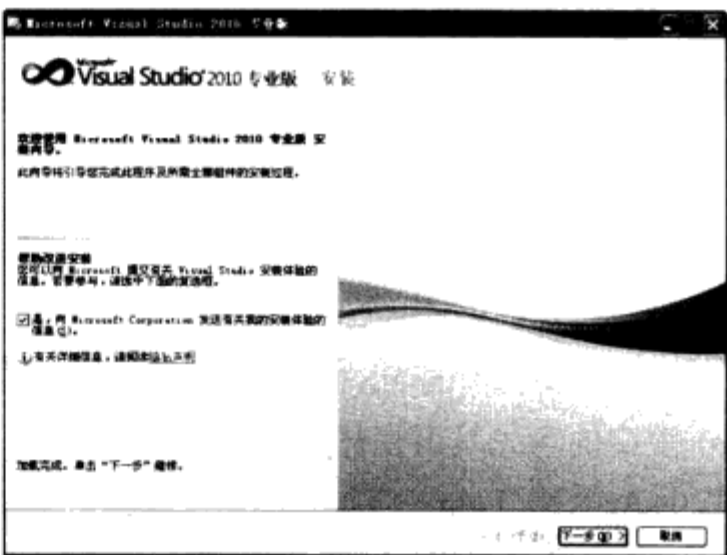 Microsoft Visual Studio 2010 专业版
Microsoft
Visual Studio 2010 专业版 安装
欢迎使用 Microsoft Visual Studio 2010 专业版 安
装向导。
此向导将引导您完成此程序及所需全部组件的安装过程。
帮助改进安装
您可以向 Microsoft 提交有关 Visual Studio 安装体验的
信息。若要参与，请选中下面的复选框。
是，向 Microsoft Corporation 发送有关我的安装体验的
信息(S)。
有关详细信息，请阅读隐私声明
加载完成。单击“下一步”继续。
下一步(N) >
取消